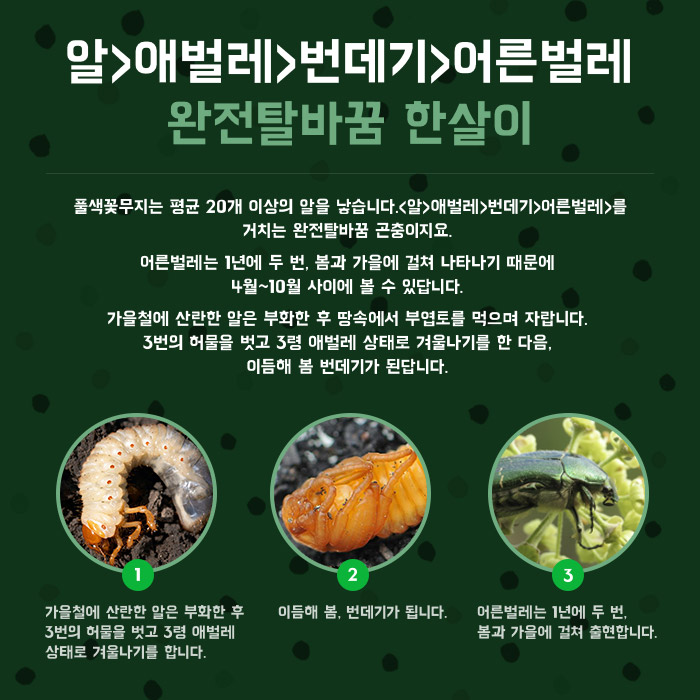 알>애벌레>번데기>어른벌레
완전탈바꿈 한살이
풀색꽃무지는 평균 20개 이상의 알을 낳습니다.<알>애벌레>번데기>어른벌레>를
거치는 완전탈바꿈 곤충이지요.
어른벌레는 1년에 두 번, 봄과 가을에 걸쳐 나타나기 때문에
4월~10월 사이에 볼 수 있답니다.
가을철에 산란한 알은 부화한 후 땅속에서 부엽토를 먹으며 자랍니다.
3번의 허물을 벗고 3령 애벌레 상태로 겨울나기를 한 다음,
이듬해 봄 번데기가 된답니다.
1
가을철에 산란한 알은 부화한 후
3번의 허물을 벗고 3령 애벌레
상태로 겨울나기를 합니다.
2
이듬해 봄, 번데기가 됩니다.
3
어른벌레는 1년에 두 번,
봄과 가을에 걸쳐 출현합니다.